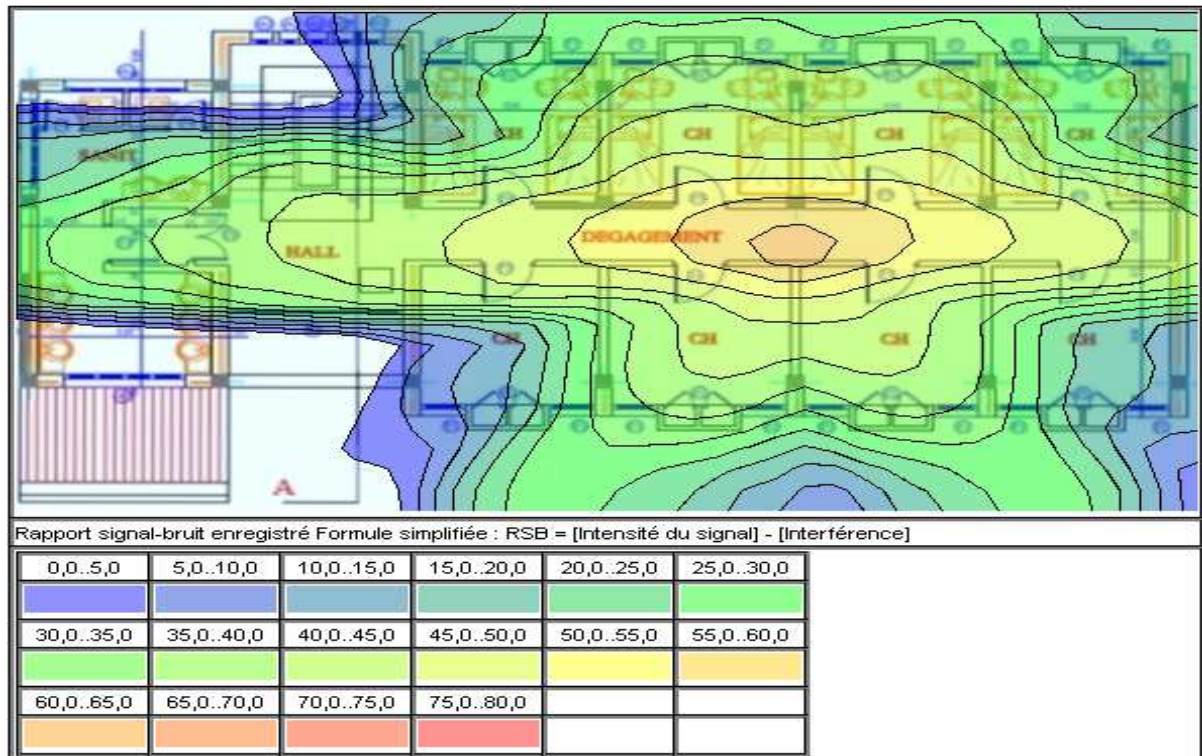 CH CH CH CH
SANIT
DEGAGEMENT
HALL
CH CH CH CH
A
Rapport signal-bruit enregistré Formule simplifiée : RSB = [Intensité du signal] - [Interférence]
0,0..5,0 5,0..10,0 10,0..15,0 15,0..20,0 20,0..25,0 25,0..30,0
30,0..35,0 35,0..40,0 40,0..45,0 45,0..50,0 50,0..55,0 55,0..60,0
60,0..65,0 65,0..70,0 70,0..75,0 75,0..80,0